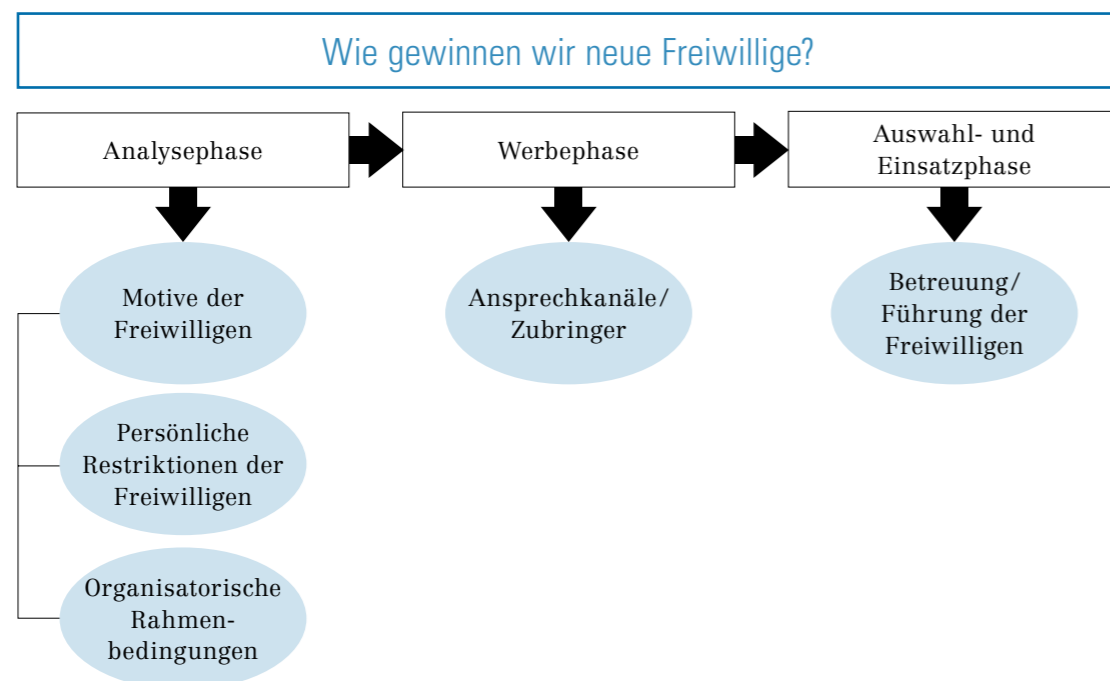 Wie gewinnen wir neue Freiwillige?
Analysephase
Werbephase
Auswahl- und
Einsatzphase
Motive der
Freiwilligen
Ansprechkanäle/
Zubringer
Betreuung/
Führung der
Freiwilligen
Persönliche
Restriktionen der
Freiwilligen
Organisatorische
Rahmen-
bedingungen